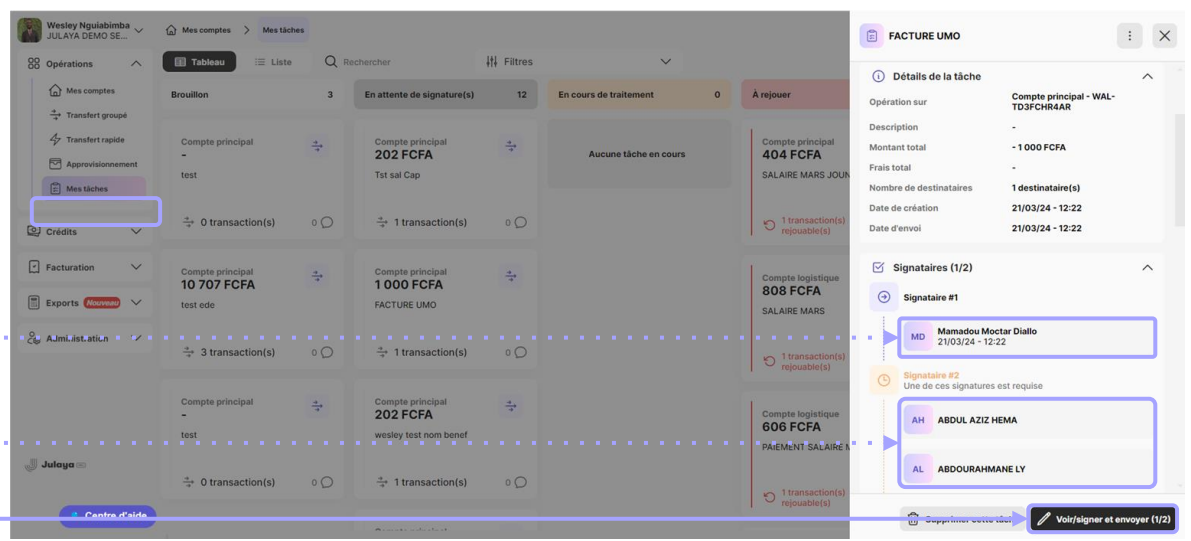 Wesley Nguiabimba
JULAYA DEMO SE...
Opérations
Mes comptes
Transfert groupé
Transfert rapide
Approvisionnement
Mes tâches
Crédits
Facturation
Exports Nouveau
Administration
Julaya
Centre d'aide
Mes comptes > Mes tâches
Tableau
Liste
Rechercher
Filtres
Brouillon 3
Compte principal
-
test
0 transaction(s) 0
Compte principal
10 707 FCFA
test ede
3 transaction(s) 0
Compte principal
-
test
0 transaction(s) 0
En attente de signature(s) 12
Compte principal
202 FCFA
Tst sal Cap
1 transaction(s) 0
Compte principal
1 000 FCFA
FACTURE UMO
1 transaction(s) 0
Compte principal
202 FCFA
wesley test nom benef
1 transaction(s) 0
Compte principal
En cours de traitement 0
Aucune tâche en cours
À rejouer
Compte principal
404 FCFA
SALAIRE MARS JOUN
1 transaction(s)
rejouable(s)
Compte logistique
808 FCFA
SALAIRE MARS
1 transaction(s)
rejouable(s)
Compte logistique
606 FCFA
PAIEMENT SALAIRE M
1 transaction(s)
rejouable(s)
FACTURE UMO
Détails de la tâche
Opération sur Compte principal - WAL-
TD3FCHR4AR
Description -
Montant total - 1 000 FCFA
Frais total -
Nombre de destinataires 1 destinataire(s)
Date de création 21/03/24 - 12:22
Date d'envoi 21/03/24 - 12:22
Signataires (1/2)
Signataire #1
MD Mamadou Moctar Diallo
21/03/24 - 12:22
Signataire #2
Une de ces signatures est requise
AH ABDUL AZIZ HEMA
AL ABDOURAHMANE LY
Supprimer cette tâch
Voir/signer et envoyer (1/2)